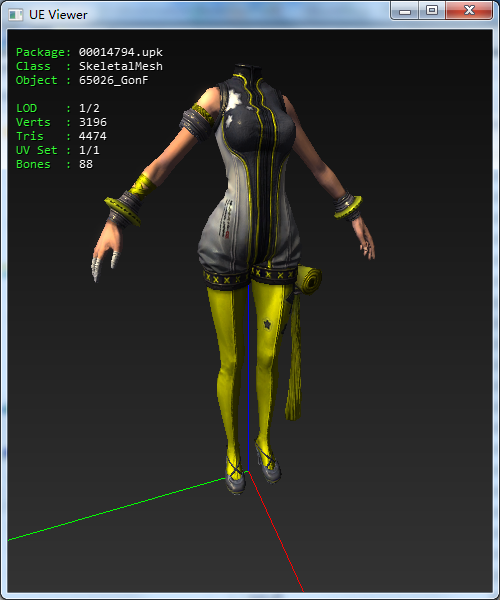 UE Viewer
Package: 00014794.upk
Class  : SkeletalMesh
Object : 65026_GonF
LOD    : 1/2
Verts  : 3196
Tris   : 4474
UV Set : 1/1
Bones  : 88